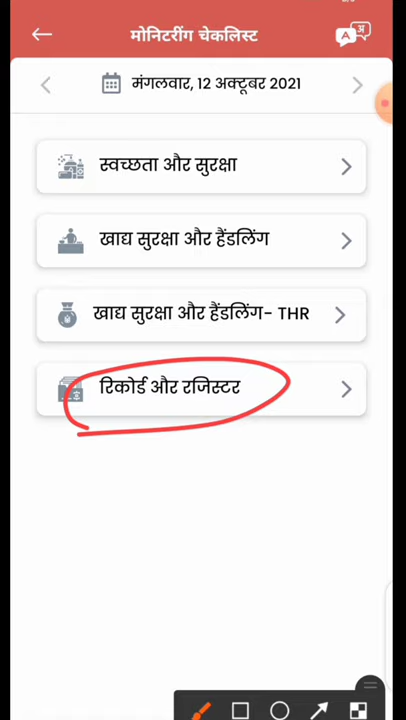 मोनिटरींग चेकलिस्ट
A अ
मंगलवार, 12 अक्टूबर 2021
स्वच्छता और सुरक्षा
खाद्य सुरक्षा और हैंडलिंग
खाद्य सुरक्षा और हैंडलिंग- THR
रिकोर्ड और रजिस्टर